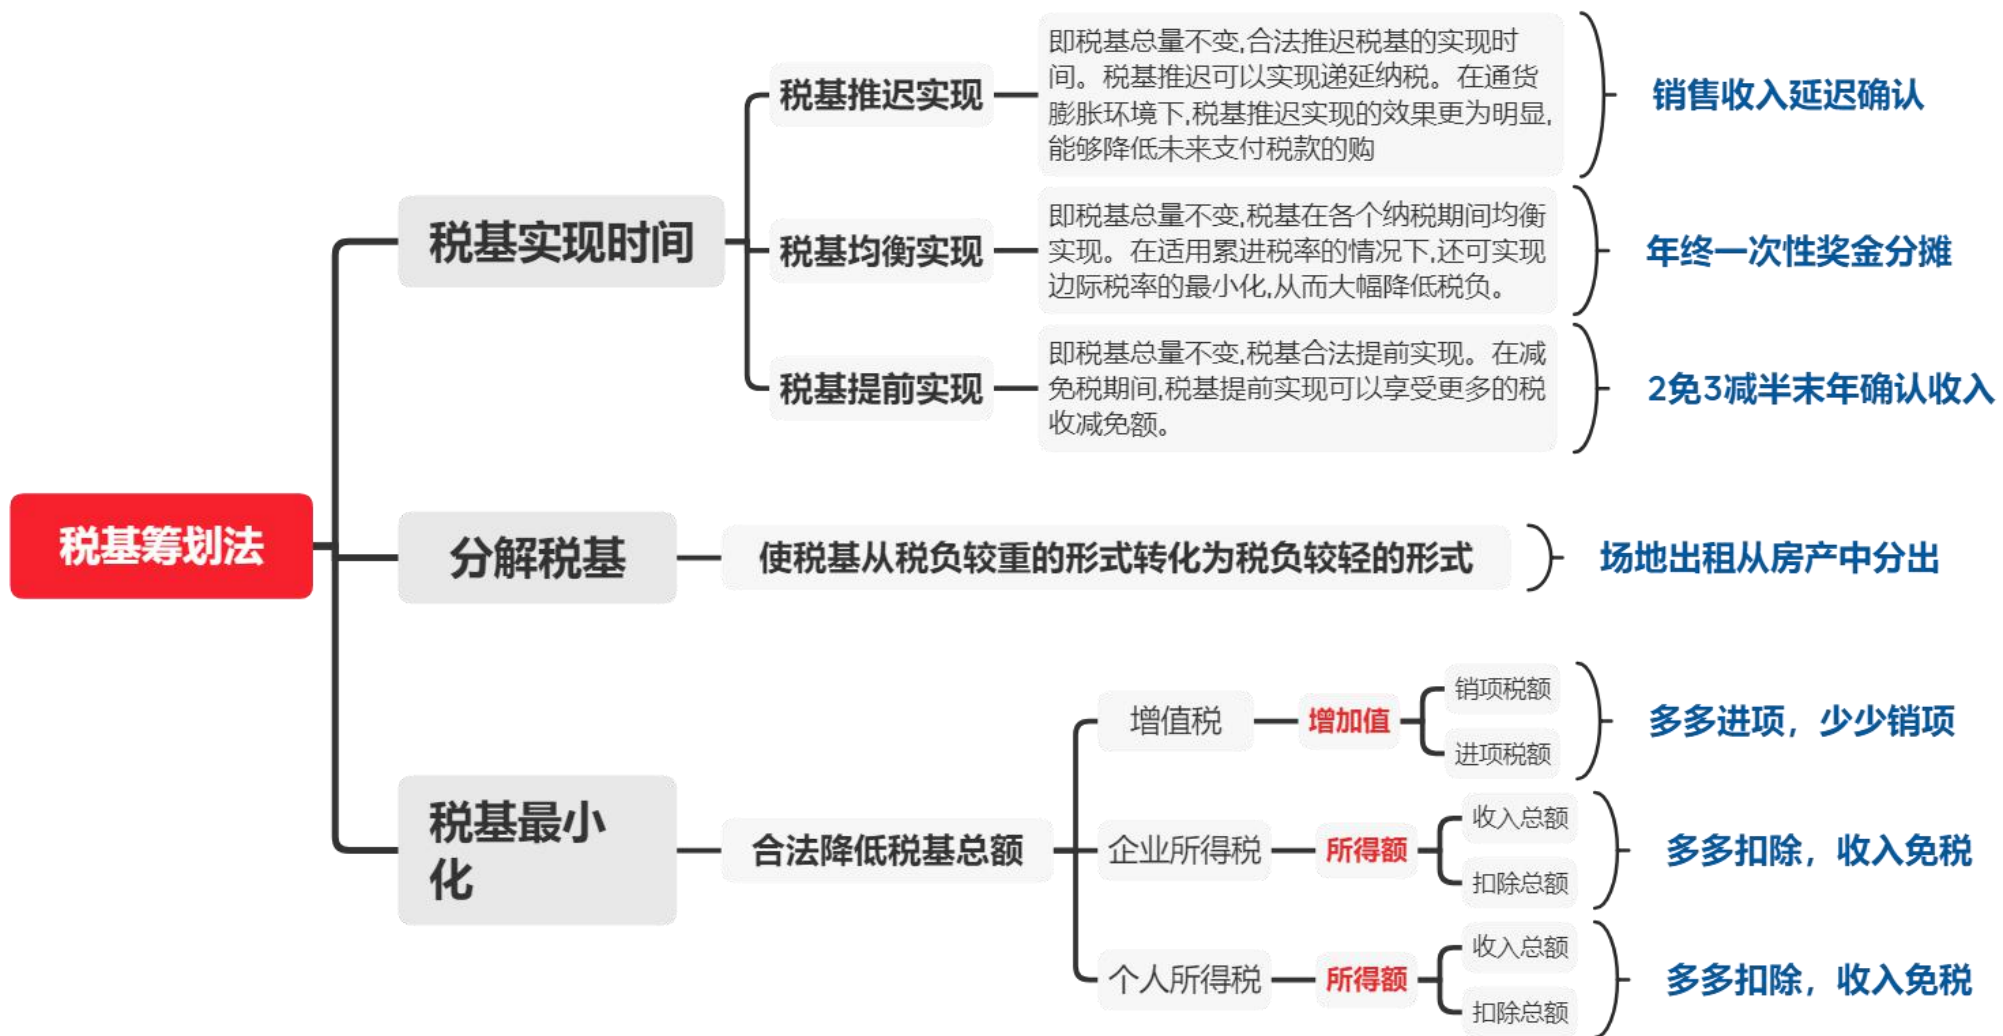 税基筹划法
税基实现时间
税基推迟实现
即税基总量不变,合法推迟税基的实现时
间。税基推迟可以实现递延纳税。在通货
膨胀环境下,税基推迟实现的效果更为明显,
能够降低未来支付税款的购
销售收入延迟确认
税基均衡实现
即税基总量不变,税基在各个纳税期间均衡
实现。在适用累进税率的情况下,还可实现
边际税率的最小化,从而大幅降低税负。
年终一次性奖金分摊
税基提前实现
即税基总量不变,税基合法提前实现。在减
免税期间,税基提前实现可以享受更多的税
收减免额。
2免3减半末年确认收入
分解税基
使税基从税负较重的形式转化为税负较轻的形式
场地出租从房产中分出
税基最小
化
合法降低税基总额
增值税
增加值
销项税额
进项税额
多多进项，少少销项
企业所得税
所得额
收入总额
扣除总额
多多扣除，收入免税
个人所得税
所得额
收入总额
扣除总额
多多扣除，收入免税